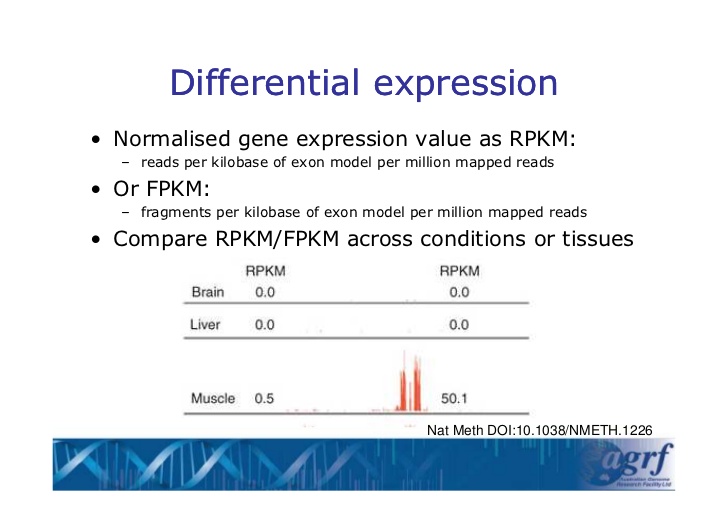 Differential expression
• Normalised gene expression value as RPKM:
– reads per kilobase of exon model per million mapped reads
• Or FPKM:
– fragments per kilobase of exon model per million mapped reads
• Compare RPKM/FPKM across conditions or tissues
RPKM RPKM
Brain 0.0 0.0
Liver 0.0 0.0
Muscle 0.5 50.1
Nat Meth DOI:10.1038/NMETH.1226
agrf
Australian Genome
Research Facility Ltd